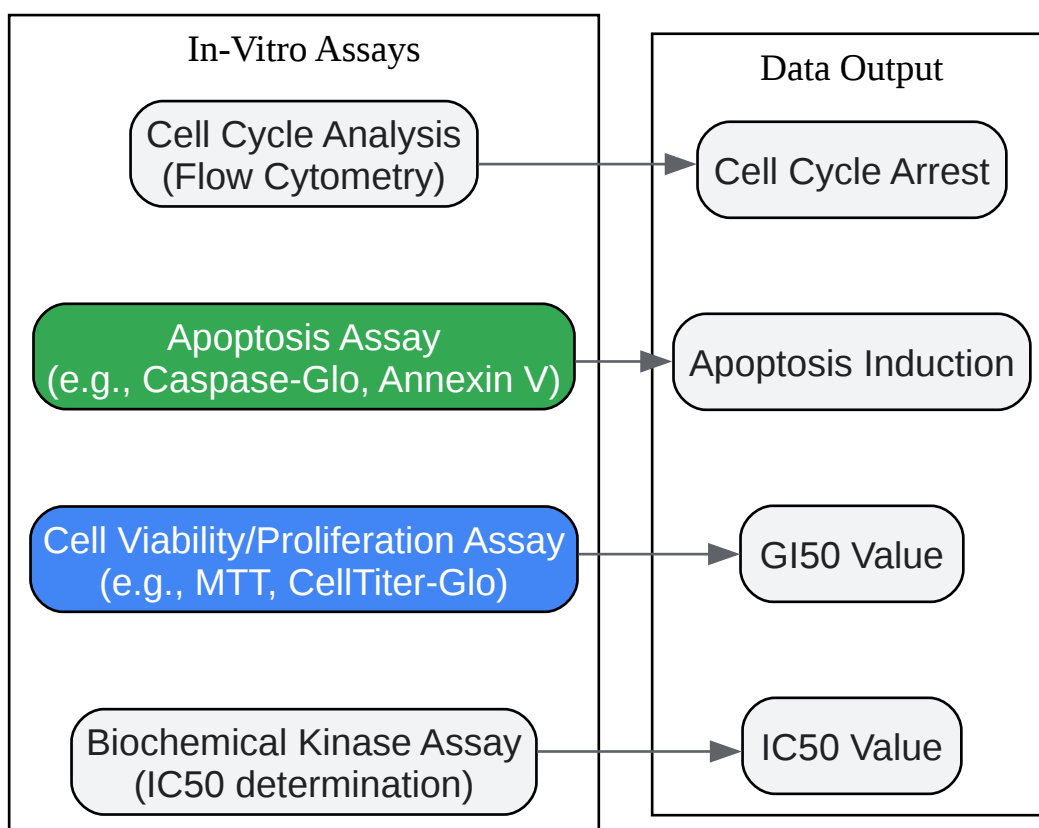 In-Vitro Assays
Data Output
Cell Cycle Analysis
(Flow Cytometry)
Cell Cycle Arrest
Apoptosis Assay
(e.g., Caspase-Glo, Annexin V)
Apoptosis Induction
Cell Viability/Proliferation Assay
(e.g., MTT, CellTiter-Glo)
GI50 Value
Biochemical Kinase Assay
(IC50 determination)
IC50 Value